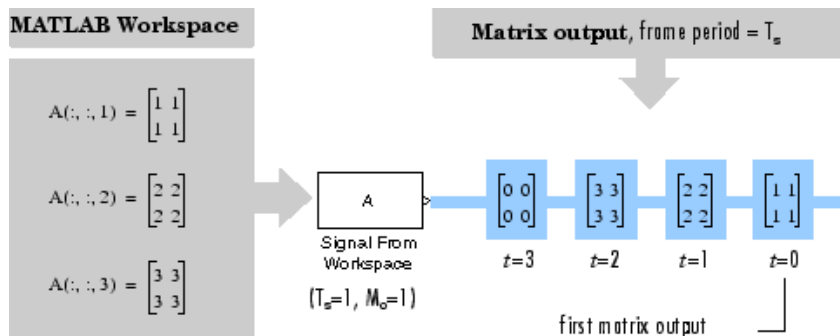 MATLAB Workspace
A(:, :, 1) = [1 1
1 1]
A(:, :, 2) = [2 2
2 2]
A(:, :, 3) = [3 3
3 3]
Matrix output, frame period = Tₛ
A
Signal From
Workspace
(Tₛ=1, Mₒ=1)
[0 0
0 0]
[3 3
3 3]
[2 2
2 2]
[1 1
1 1]
t=3 t=2 t=1 t=0
first matrix output